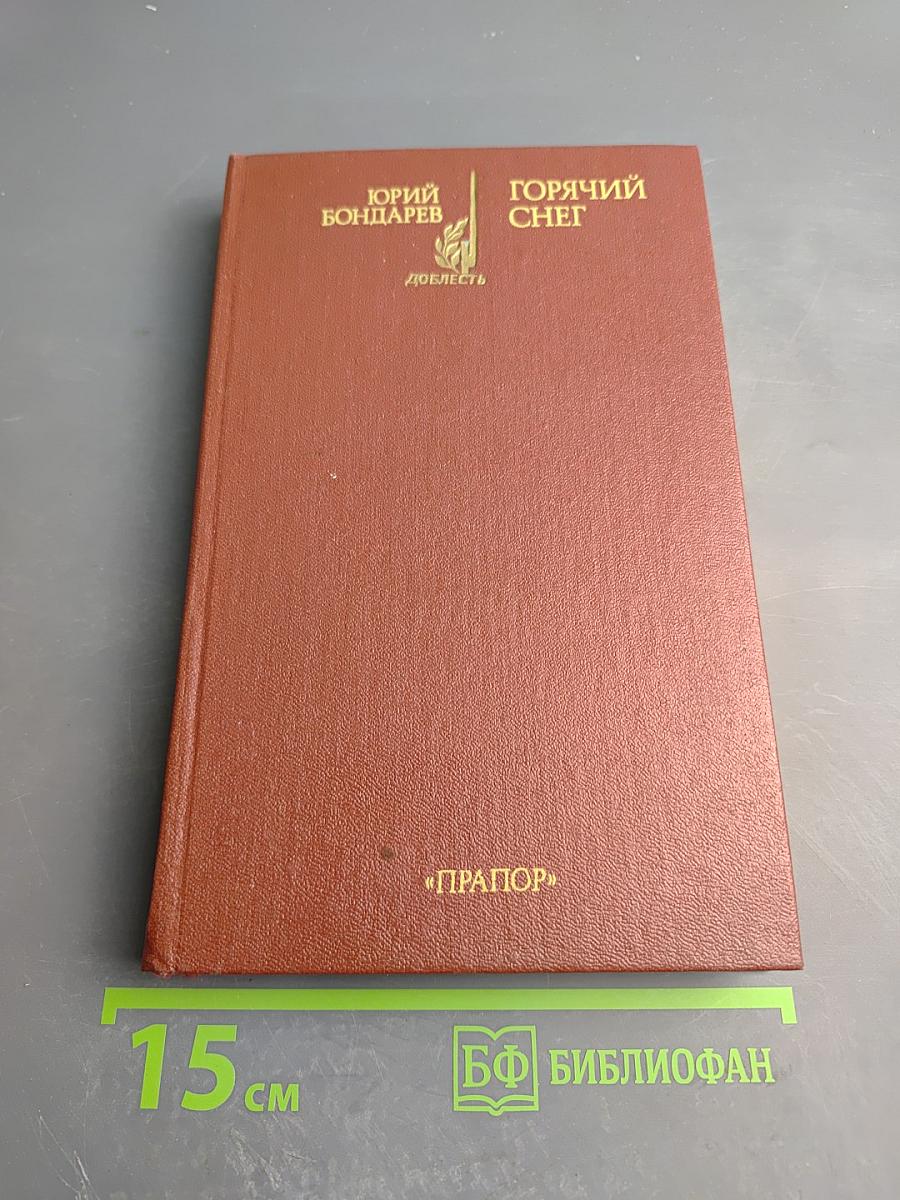 ЮРИЙ
БОНДАРЕВ
ГОРЯЧИЙ
СНЕГ
ДОБЛЕСТЬ
«ПРАПОР»
15 СМ
БФ БИБЛИОФАН